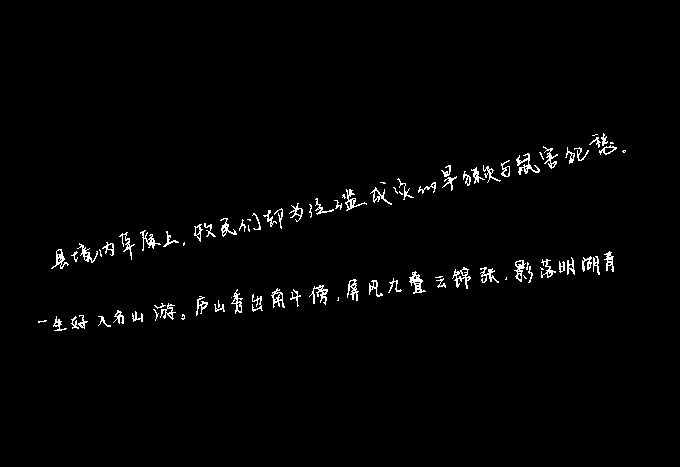 县境内草原上,牧民们却为泛滥成灾的旱獭与鼠害犯愁。
一生好入名山游。庐山秀出南斗傍,屏风九叠云锦张,影落明湖青